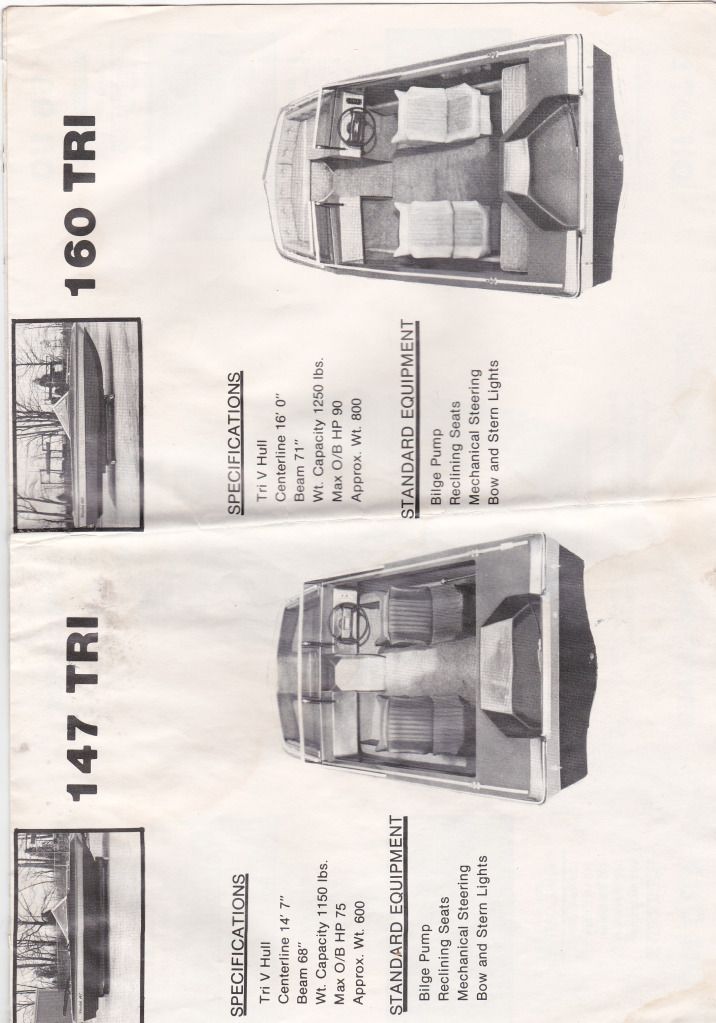 147 TRI
SPECIFICATIONS
Tri V Hull
Centerline 14' 7"
Beam 68"
Wt. Capacity 1150 lbs.
Max O/B HP 75
Approx. Wt. 600
STANDARD EQUIPMENT
Bilge Pump
Reclining Seats
Mechanical Steering
Bow and Stern Lights
160 TRI
SPECIFICATIONS
Tri V Hull
Centerline 16' 0"
Beam 71"
Wt. Capacity 1250 lbs.
Max O/B HP 90
Approx. Wt. 800
STANDARD EQUIPMENT
Bilge Pump
Reclining Seats
Mechanical Steering
Bow and Stern Lights